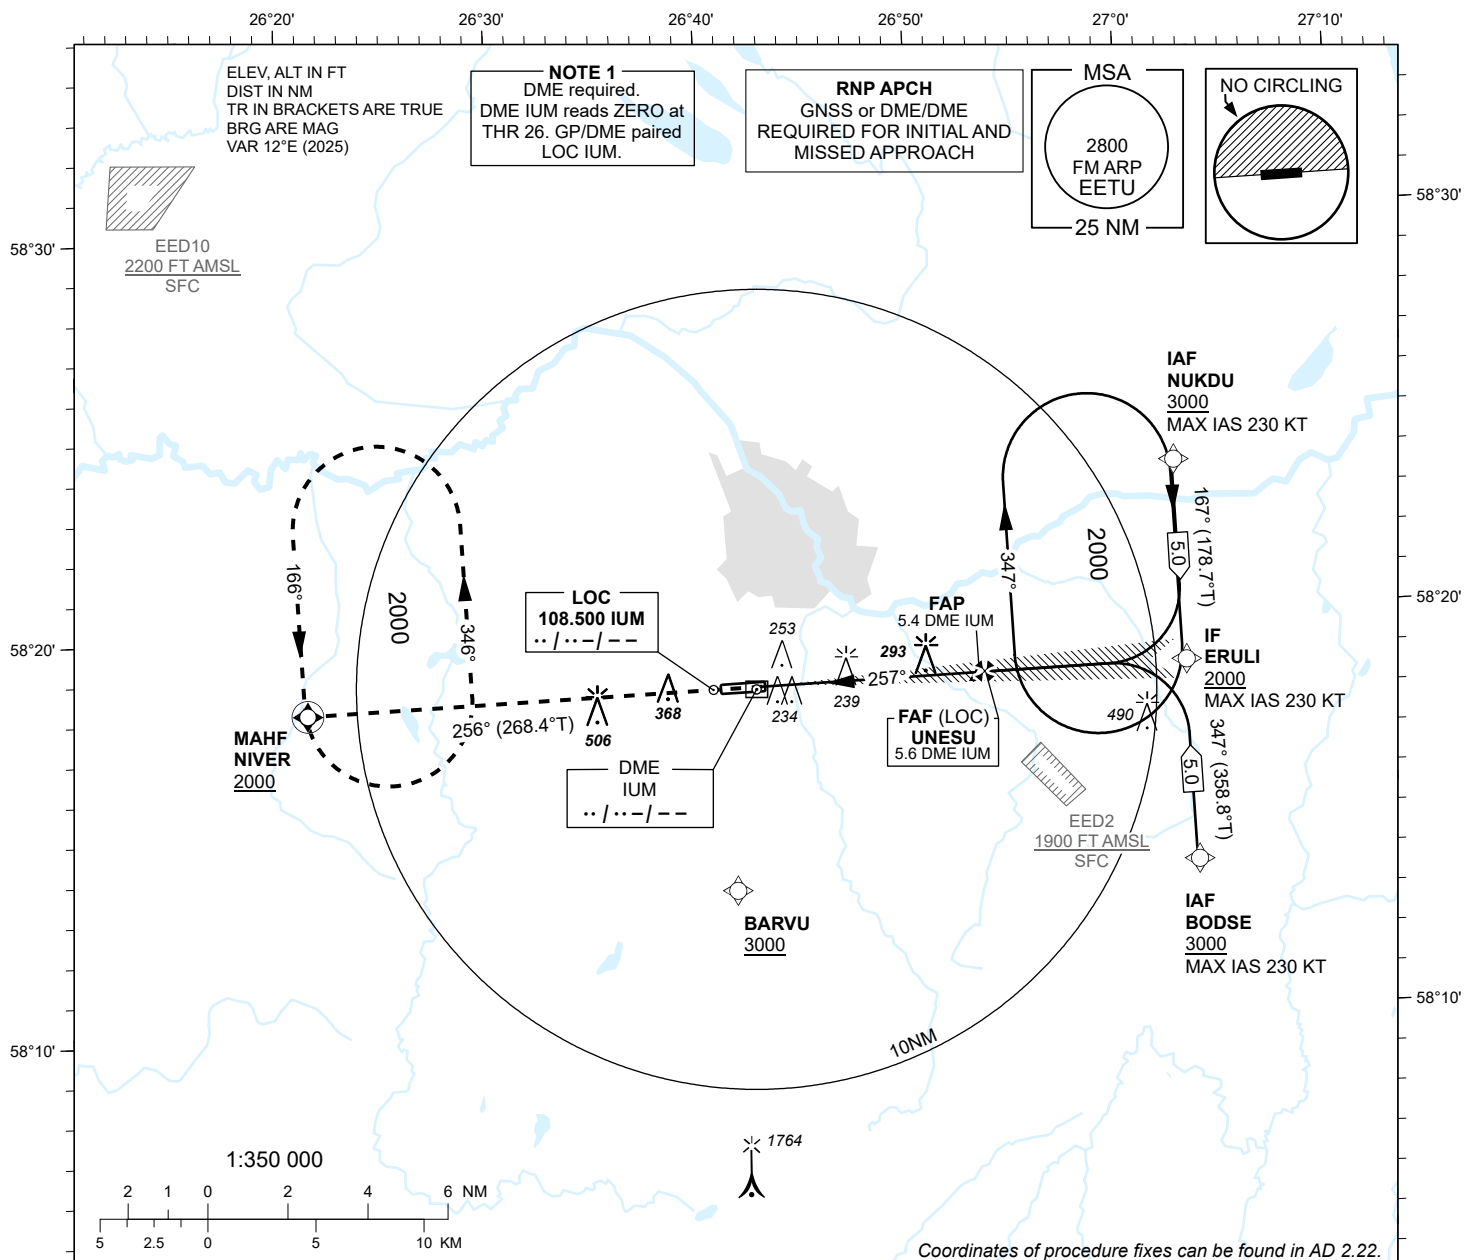 26°20'
26°30'
26°40'
26°50'
27°0'
27°10'
ELEV, ALT IN FT
DIST IN NM
TR IN BRACKETS ARE TRUE
BRG ARE MAG
VAR 12°E (2025)
NOTE 1
DME required.
DME IUM reads ZERO at
THR 26. GP/DME paired
LOC IUM.
RNP APCH
GNSS or DME/DME
REQUIRED FOR INITIAL AND
MISSED APPROACH
MSA
2800
FM ARP
EETU
25 NM
NO CIRCLING
58°30'
58°30'
EED10
2200 FT AMSL
SFC
IAF
NUKDU
3000
MAX IAS 230 KT
167° (178.7°T)
5.0
2000
347°
166°
2000
346°
LOC
108.500 IUM
·· / ·· – / – –
253
FAP
5.4 DME IUM
293
58°20'
58°20'
IF
ERULI
2000
MAX IAS 230 KT
257°
239
234
368
506
256° (268.4°T)
490
FAF (LOC)
UNESU
5.6 DME IUM
MAHF
NIVER
2000
347° (358.8°T)
5.0
DME
IUM
·· / ·· – / – –
EED2
1900 FT AMSL
SFC
BARVU
3000
IAF
BODSE
3000
MAX IAS 230 KT
58°10'
58°10'
10NM
1764
1:350 000
2 1 0 2 4 6 NM
5 2.5 0 5 10 KM
Coordinates of procedure fixes can be found in AD 2.22.